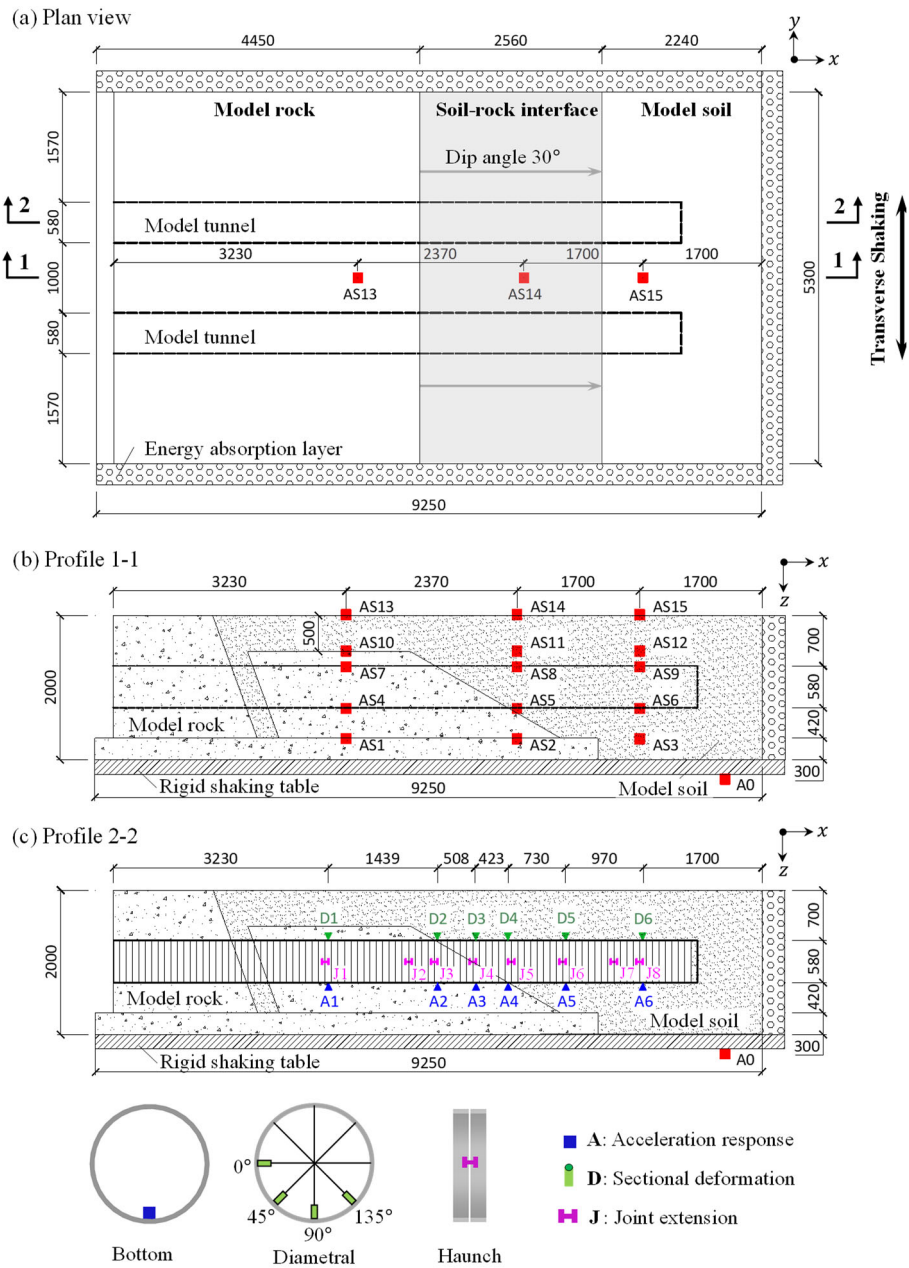 (a) Plan view
y
x
4450 2560 2240
Model rock Soil-rock interface Model soil
Dip angle 30°
1570
2 2
580 Model tunnel
3230 2370 1700 1700
1 1
1000
AS13 AS14 AS15
5300
Transverse Shaking
580 Model tunnel
1570
Energy absorption layer
9250
(b) Profile 1-1
x
z
3230 2370 1700 1700
AS13 AS14 AS15
500
700
AS10 AS11 AS12
AS7 AS8 AS9
2000
580
AS4 AS5 AS6
Model rock
420
AS1 AS2 AS3
Rigid shaking table Model soil A0
300
9250
(c) Profile 2-2
x
z
3230 1439 508 423 730 970 1700
D1 D2 D3 D4 D5 D6
700
2000
J1 J2 J3 J4 J5 J6 J7 J8
580
A1 A2 A3 A4 A5 A6
Model rock
420
Model soil
Rigid shaking table A0
300
9250
0°
45° 135°
90°
Bottom Diametral Haunch
A: Acceleration response
D: Sectional deformation
J: Joint extension